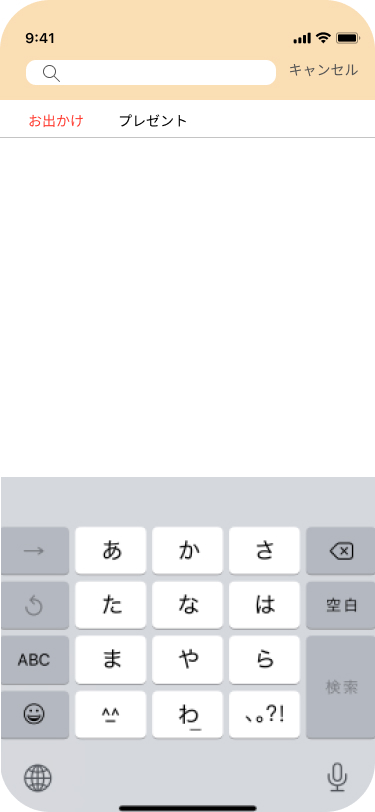 9:41
キャンセル
お出かけ プレゼント
→ あ か さ
た な は 空白
ABC ま や ら 検索
^^ わ_ 、。?!